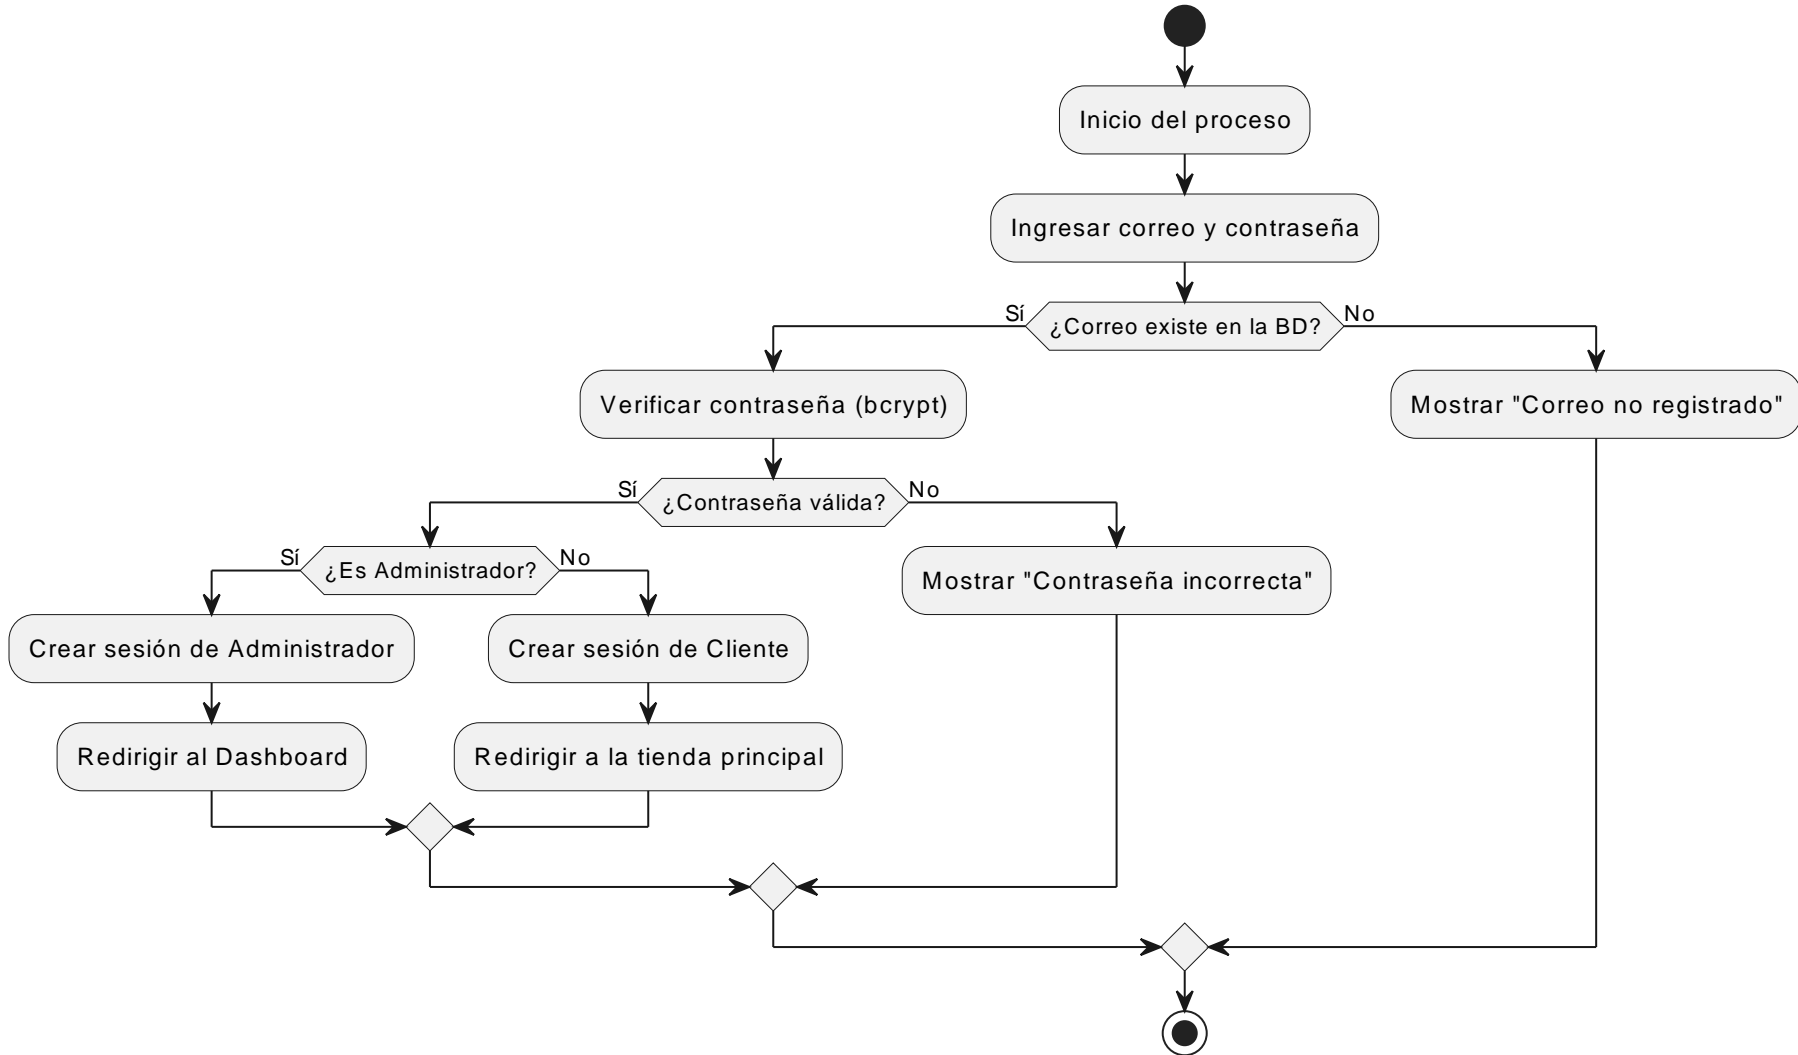 Inicio del proceso
Ingresar correo y contraseña
Sí
¿Correo existe en la BD?
No
Verificar contraseña (bcrypt)
Mostrar "Correo no registrado"
Sí
¿Contraseña válida?
No
Sí
¿Es Administrador?
No
Mostrar "Contraseña incorrecta"
Crear sesión de Administrador
Crear sesión de Cliente
Redirigir al Dashboard
Redirigir a la tienda principal